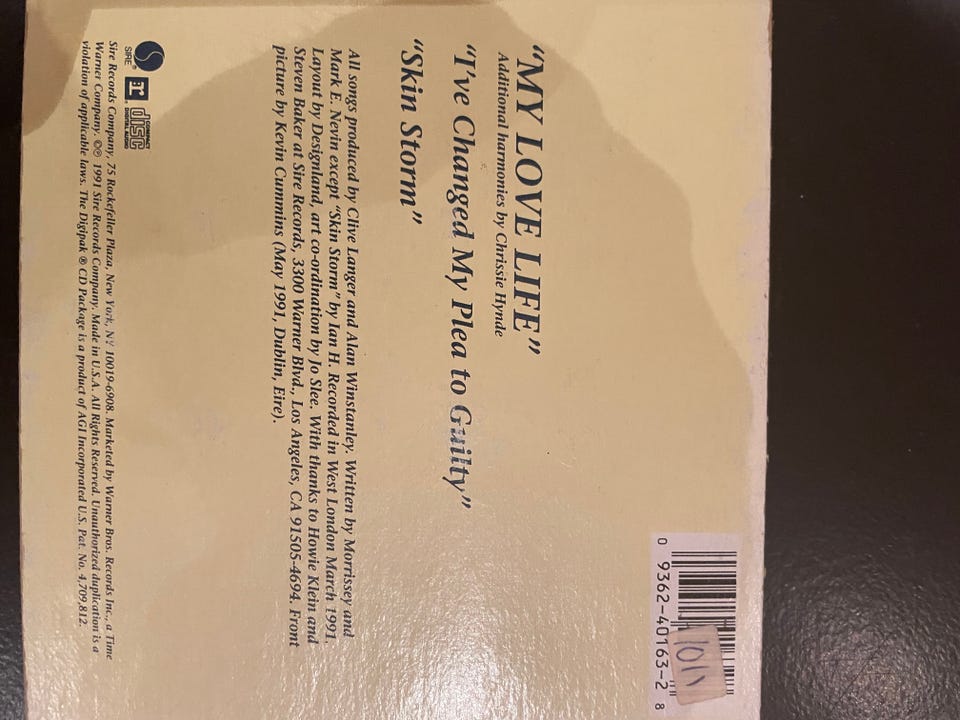 “MY LOVE LIFE”
Additional harmonies by Chrissie Hynde
“I've Changed My Plea to Guilty”
“Skin Storm”
All songs produced by Clive Langer and Alan Winstanley. Written by Morrissey and
Mark E. Nevin except “Skin Storm” by Ian H. Recorded in West London March 1991.
Layout by Designland, art co-ordination by Jo Slee. With thanks to Howie Klein and
Steven Baker at Sire Records, 3300 Warner Blvd., Los Angeles, CA 91505-4694. Front
picture by Kevin Cummins (May 1991, Dublin, Eire).
SIRE® r® COMPACT disc DIGITAL AUDIO
Sire Records Company, 75 Rockefeller Plaza, New York, NY 10019-6908. Marketed by Warner Bros. Records Inc., a Time
Warner Company. ©℗ 1991 Sire Records Company. Made in U.S.A. All Rights Reserved. Unauthorized duplication is a
violation of applicable laws. The Digipak ® CD Package is a product of AGI Incorporated U.S. Pat. No. 4,709,812.
0 9362-40163-2 8